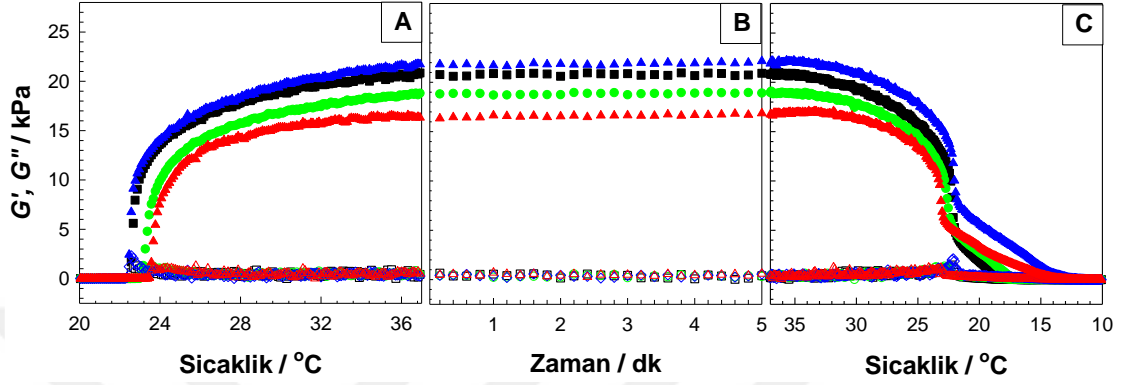 A
B
C
G', G" / kPa
25
20
15
10
5
0
20 24 28 32 36
1 2 3 4 5
35 30 25 20 15 10
Sicaklik / °C
Zaman / dk
Sicaklik / °C